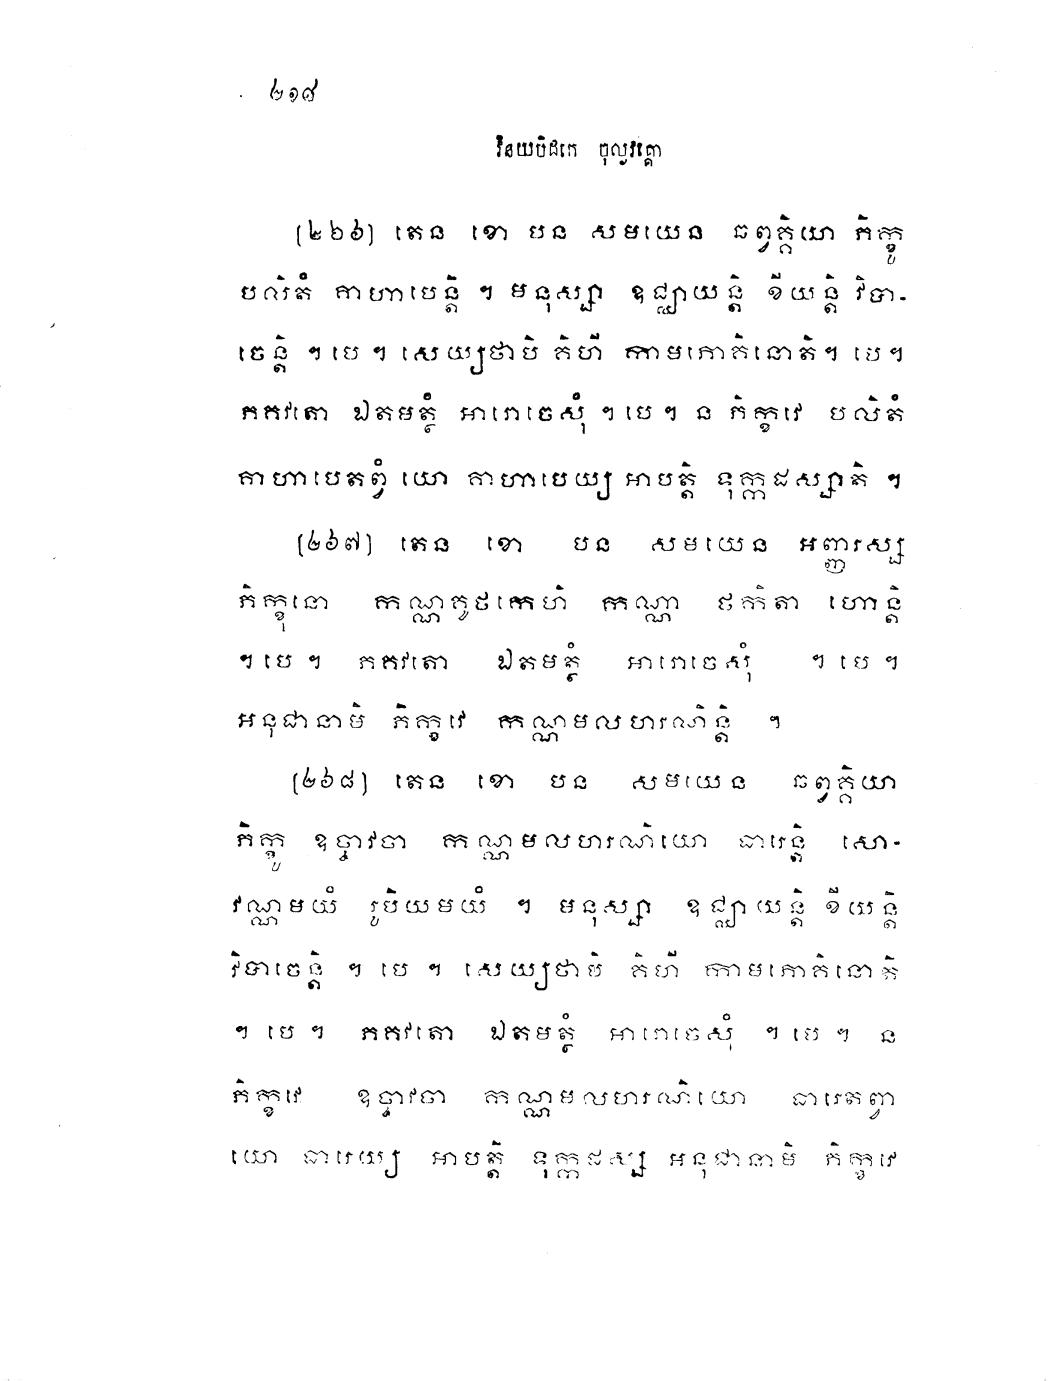 ២១៨
វិនយបិដកេ ចុល្លវគ្គោ
[២៦៦] តេន ខោ បន សមយេន ឆព្វគ្គិយា ភិក្ខូ
បលិតំ គាហាបេន្តិ ។ មនុស្សា ឧជ្ឈាយន្តិ ខីយន្តិ វិបា-
ចេន្តិ ។ បេ ។ សេយ្យថាបិ គិហី កាមភោគិនោតិ។ បេ។
ភគវតោ ឯតមត្ថំ អារោចេសុំ ។ បេ ។ ន ភិក្ខវេ បលិតំ
គាហាបេតព្វំ យោ គាហាបេយ្យ អាបត្តិ ទុក្កដស្សាតិ ។
[២៦៧] តេន ខោ បន សមយេន អញ្ញតរស្ស
ភិក្ខុនោ កណ្ណគូថកេហិ កណ្ណា ថកិតា ហោន្តិ
។ បេ ។ ភគវតោ ឯតមត្ថំ អារោចេសុំ ។ បេ ។
អនុជានាមិ ភិក្ខវេ កណ្ណមលហរណិន្តិ ។
[២៦៨] តេន ខោ បន សមយេន ឆព្វគ្គិយា
ភិក្ខូ ឧច្ចាវចា កណ្ណមលហរណិយោ ធារេន្តិ សោ-
វណ្ណមយំ រូបិយមយំ ។ មនុស្សា ឧជ្ឈាយន្តិ ខីយន្តិ
វិបាចេន្តិ ។ បេ ។ សេយ្យថាបិ គិហី កាមភោគិនោតិ
។ បេ ។ ភគវតោ ឯតមត្ថំ អារោចេសុំ ។ បេ ។ ន
ភិក្ខវេ ឧច្ចាវចា កណ្ណមលហរណិយោ ធារេតព្វា
យោ ធារេយ្យ អាបត្តិ ទុក្កដស្ស អនុជានាមិ ភិក្ខវេ